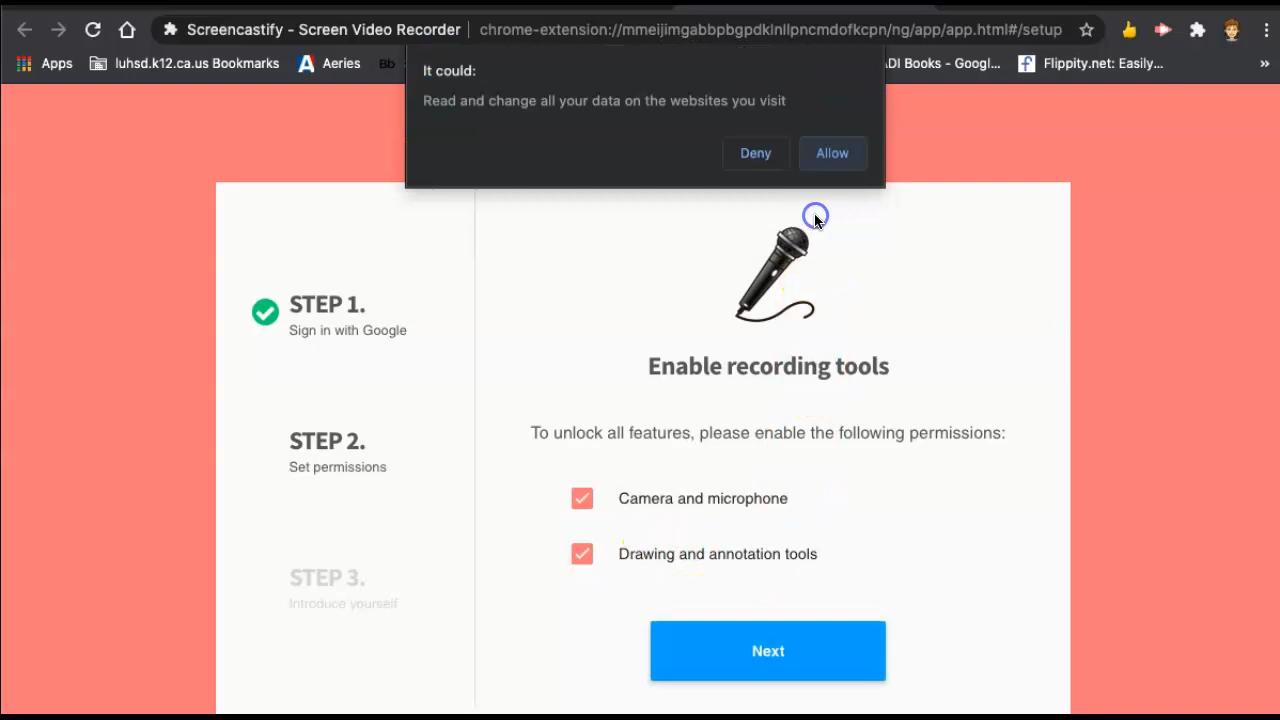 Screencastify - Screen Video Recorder chrome-extension://mmeijimgabbpbgpdklnllpncmdofkcpn/ng/app/app.html#/setup
Apps luhsd.k12.ca.us Bookmarks Aeries Bb DI Books - Googl... Flippity.net: Easily... »
It could:
Read and change all your data on the websites you visit
Deny Allow
STEP 1.
Sign in with Google
STEP 2.
Set permissions
STEP 3.
Introduce yourself
Enable recording tools
To unlock all features, please enable the following permissions:
Camera and microphone
Drawing and annotation tools
Next